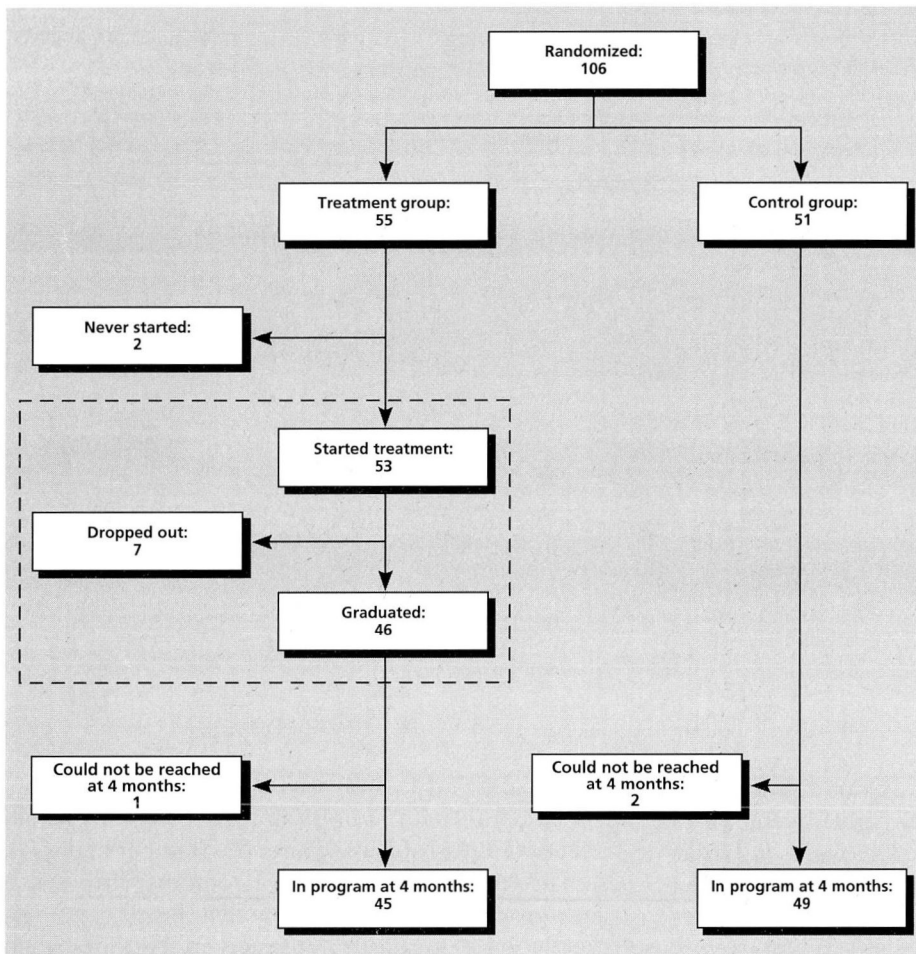 Randomized:
106
Treatment group:
55
Control group:
51
Never started:
2
Started treatment:
53
Dropped out:
7
Graduated:
46
Could not be reached
at 4 months:
1
Could not be reached
at 4 months:
2
In program at 4 months:
45
In program at 4 months:
49